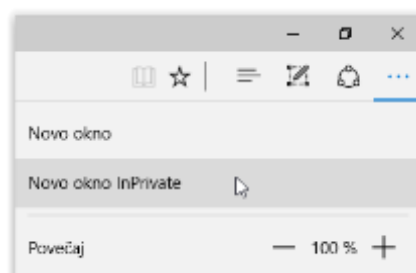 Novo okno
Novo okno InPrivate
Povečaj — 100 % +